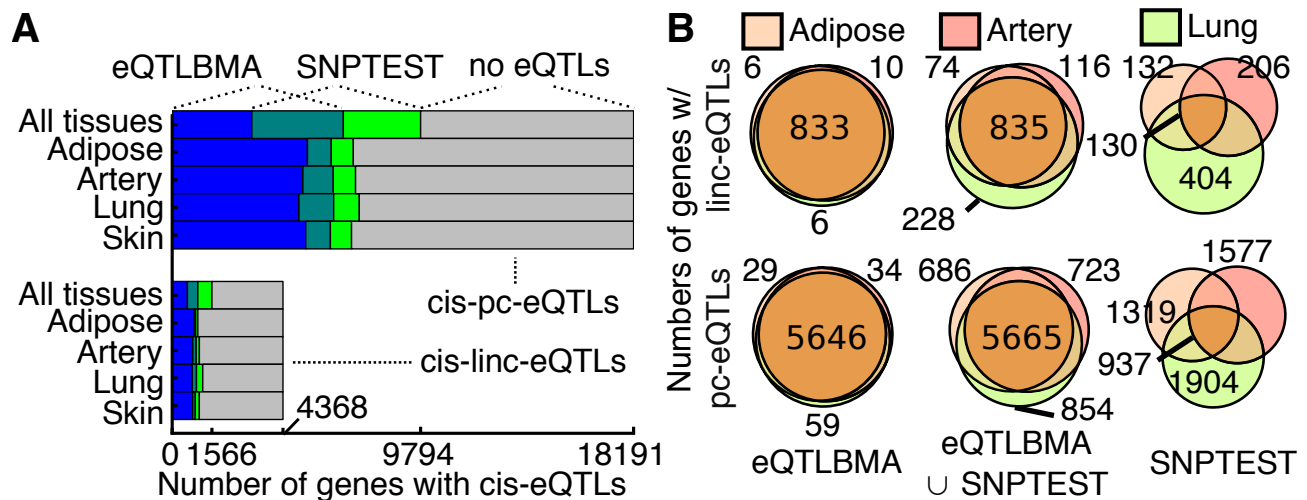 A
eQTLBMA SNPTEST no eQTLs
All tissues
Adipose
Artery
Lung
Skin
cis-pc-eQTLs
All tissues
Adipose
Artery
Lung
Skin
cis-linc-eQTLs
4368
0 1566 9794 18191
Number of genes with cis-eQTLs
B
Adipose Artery Lung
Numbers of genes w/
linc-eQTLs
pc-eQTLs
6 10 74 116 132 206
833 835 130 404
6 228
29 34 686 723 1577
1319
5646 5665 937 1904
59 854
eQTLBMA
eQTLBMA
∪ SNPTEST
SNPTEST